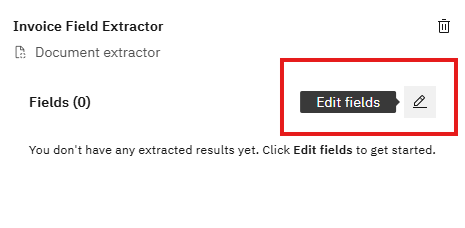 Invoice Field Extractor
Document extractor
Fields (0)
Edit fields
You don't have any extracted results yet. Click Edit fields to get started.